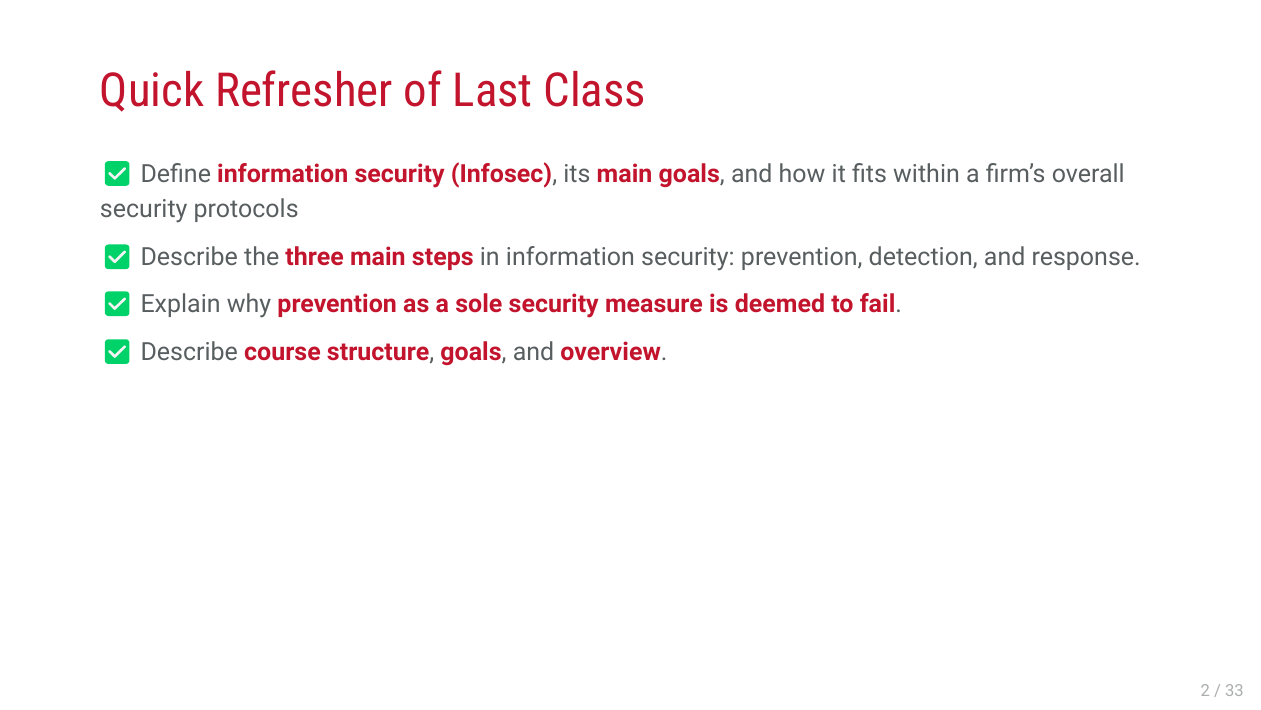 Quick Refresher of Last Class
✅ Define information security (Infosec), its main goals, and how it fits within a firm’s overall
security protocols
✅ Describe the three main steps in information security: prevention, detection, and response.
✅ Explain why prevention as a sole security measure is deemed to fail.
✅ Describe course structure, goals, and overview.
2 / 33